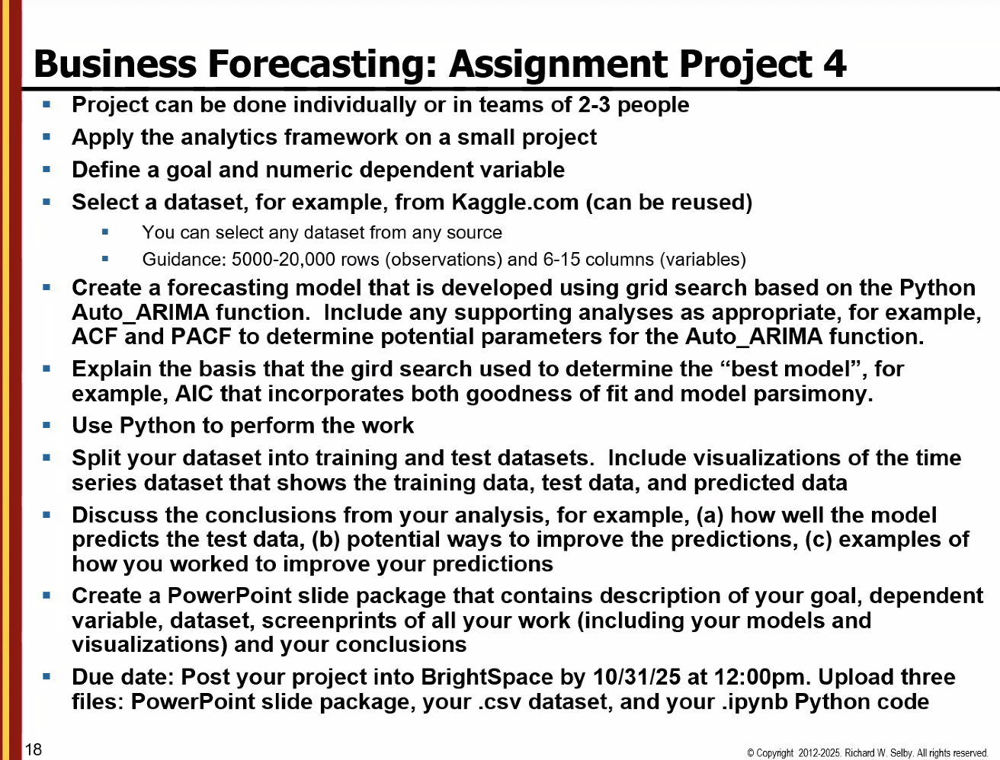 Business Forecasting: Assignment Project 4
▪ Project can be done individually or in teams of 2-3 people
▪ Apply the analytics framework on a small project
▪ Define a goal and numeric dependent variable
▪ Select a dataset, for example, from Kaggle.com (can be reused)
▪ You can select any dataset from any source
▪ Guidance: 5000-20,000 rows (observations) and 6-15 columns (variables)
▪ Create a forecasting model that is developed using grid search based on the Python
Auto_ARIMA function.  Include any supporting analyses as appropriate, for example,
ACF and PACF to determine potential parameters for the Auto_ARIMA function.
▪ Explain the basis that the gird search used to determine the “best model”, for
example, AIC that incorporates both goodness of fit and model parsimony.
▪ Use Python to perform the work
▪ Split your dataset into training and test datasets.  Include visualizations of the time
series dataset that shows the training data, test data, and predicted data
▪ Discuss the conclusions from your analysis, for example, (a) how well the model
predicts the test data, (b) potential ways to improve the predictions, (c) examples of
how you worked to improve your predictions
▪ Create a PowerPoint slide package that contains description of your goal, dependent
variable, dataset, screenprints of all your work (including your models and
visualizations) and your conclusions
▪ Due date: Post your project into BrightSpace by 10/31/25 at 12:00pm. Upload three
files: PowerPoint slide package, your .csv dataset, and your .ipynb Python code
18
© Copyright 2012-2025. Richard W. Selby. All rights reserved.